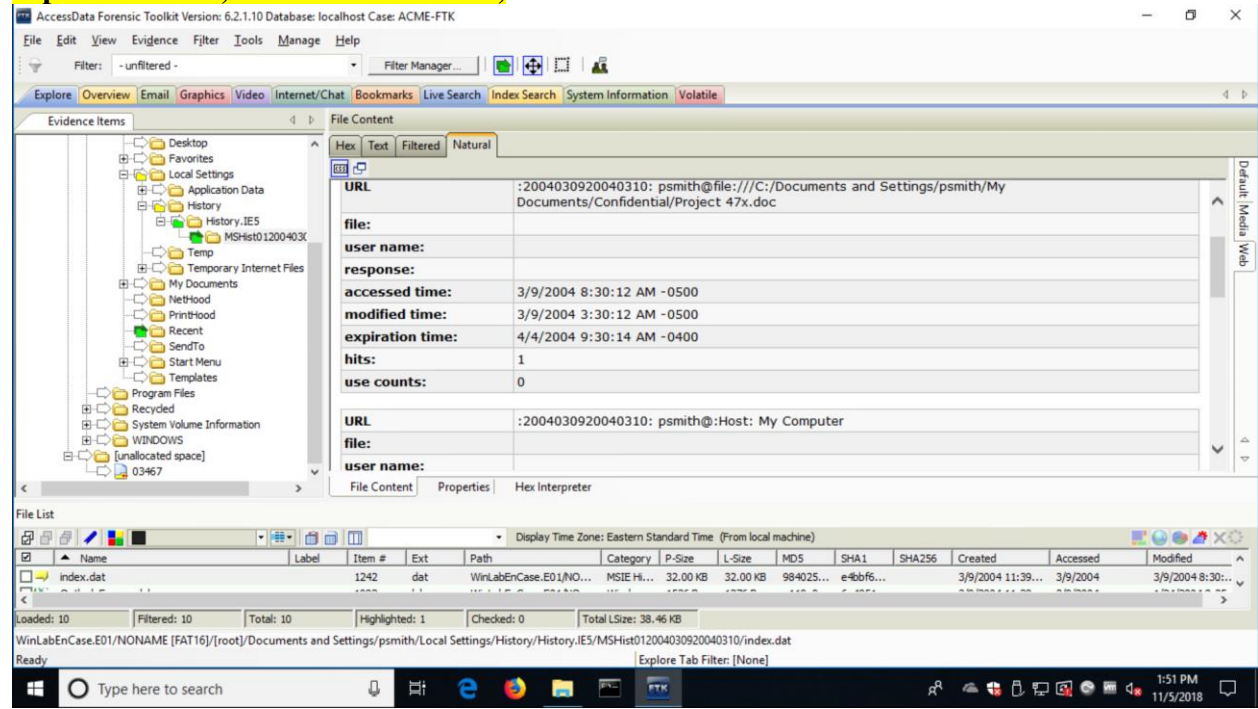 AccessData Forensic Toolkit Version: 6.2.1.10 Database: localhost Case: ACME-FTK
File Edit View Evidence Filter Tools Manage Help
Filter: - unfiltered - Filter Manager...
Explore Overview Email Graphics Video Internet/Chat Bookmarks Live Search Index Search System Information Volatile
Evidence Items
Desktop
Favorites
Local Settings
Application Data
History
History.IE5
MSHist01200403
Temp
Temporary Internet Files
My Documents
NetHood
PrintHood
Recent
SendTo
Start Menu
Templates
Program Files
Recycled
System Volume Information
WINDOWS
[unallocated space]
03467
File Content
Hex Text Filtered Natural
URL :2004030920040310: psmith@file:///C:/Documents and Settings/psmith/My
Documents/Confidential/Project 47x.doc
file:
user name:
response:
accessed time: 3/9/2004 8:30:12 AM -0500
modified time: 3/9/2004 3:30:12 AM -0500
expiration time: 4/4/2004 9:30:14 AM -0400
hits: 1
use counts: 0
URL :2004030920040310: psmith@:Host: My Computer
file:
user name:
Default
Media
Web
File Content Properties Hex Interpreter
File List
Display Time Zone: Eastern Standard Time (From local machine)
Name Label Item # Ext Path Category P-Size L-Size MD5 SHA1 SHA256 Created Accessed Modified
index.dat 1242 dat WinLabEnCase.E01/NO... MSIE Hi... 32.00 KB 32.00 KB 984025... e4bbf6... 3/9/2004 11:39... 3/9/2004 3/9/2004 8:30:...
Loaded: 10 Filtered: 10 Total: 10 Highlighted: 1 Checked: 0 Total LSize: 38.46 KB
WinLabEnCase.E01/NONAME [FAT16]/[root]/Documents and Settings/psmith/Local Settings/History/History.IE5/MSHist012004030920040310/index.dat
Ready Explore Tab Filter: [None]
Type here to search
FTK
1:51 PM
11/5/2018